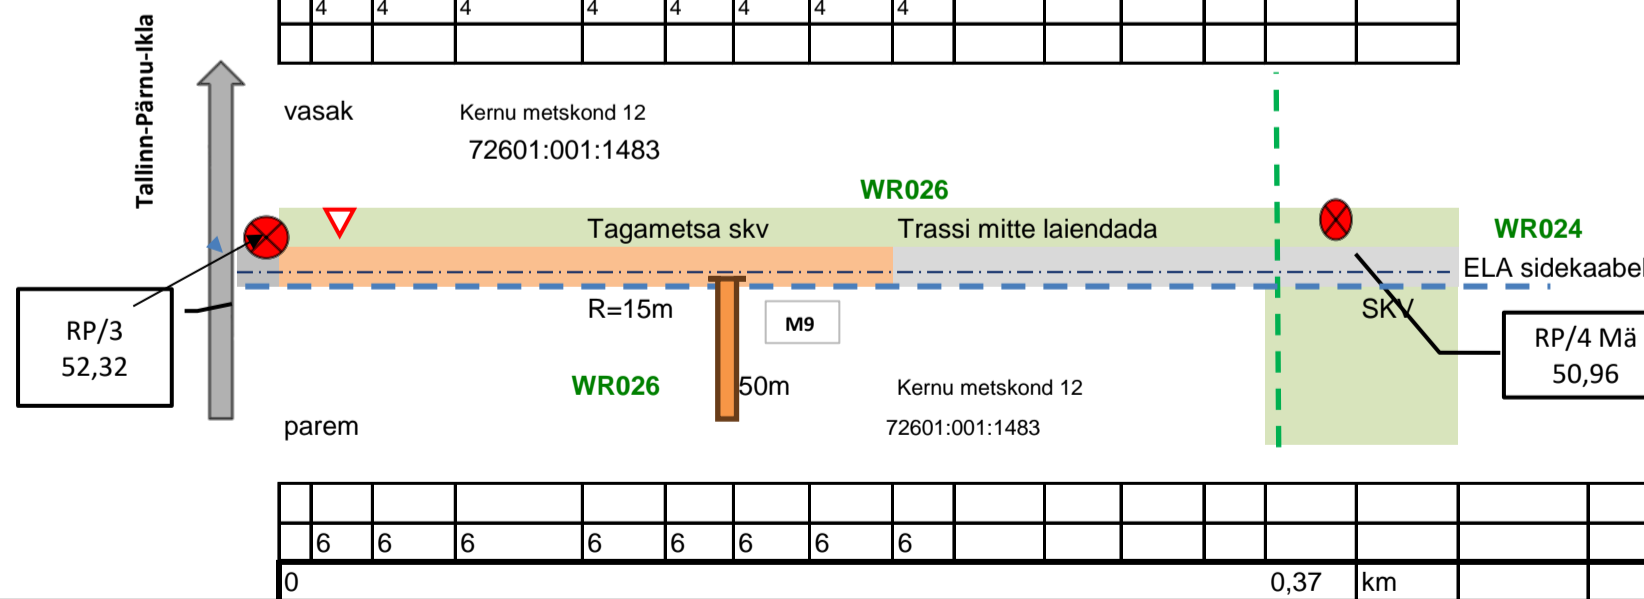 4 4 4 4 4 4 4 4
Tallinn-Pärnu-Ikla
vasak
Kernu metskond 12
72601:001:1483
WR026
Tagametsa skv
Trassi mitte laiendada
WR024
ELA sidekaabel
R=15m
SKV
M9
RP/3
52,32
RP/4 Mä
50,96
WR026
50m
Kernu metskond 12
72601:001:1483
parem
6 6 6 6 6 6 6 6
0 0,37 km